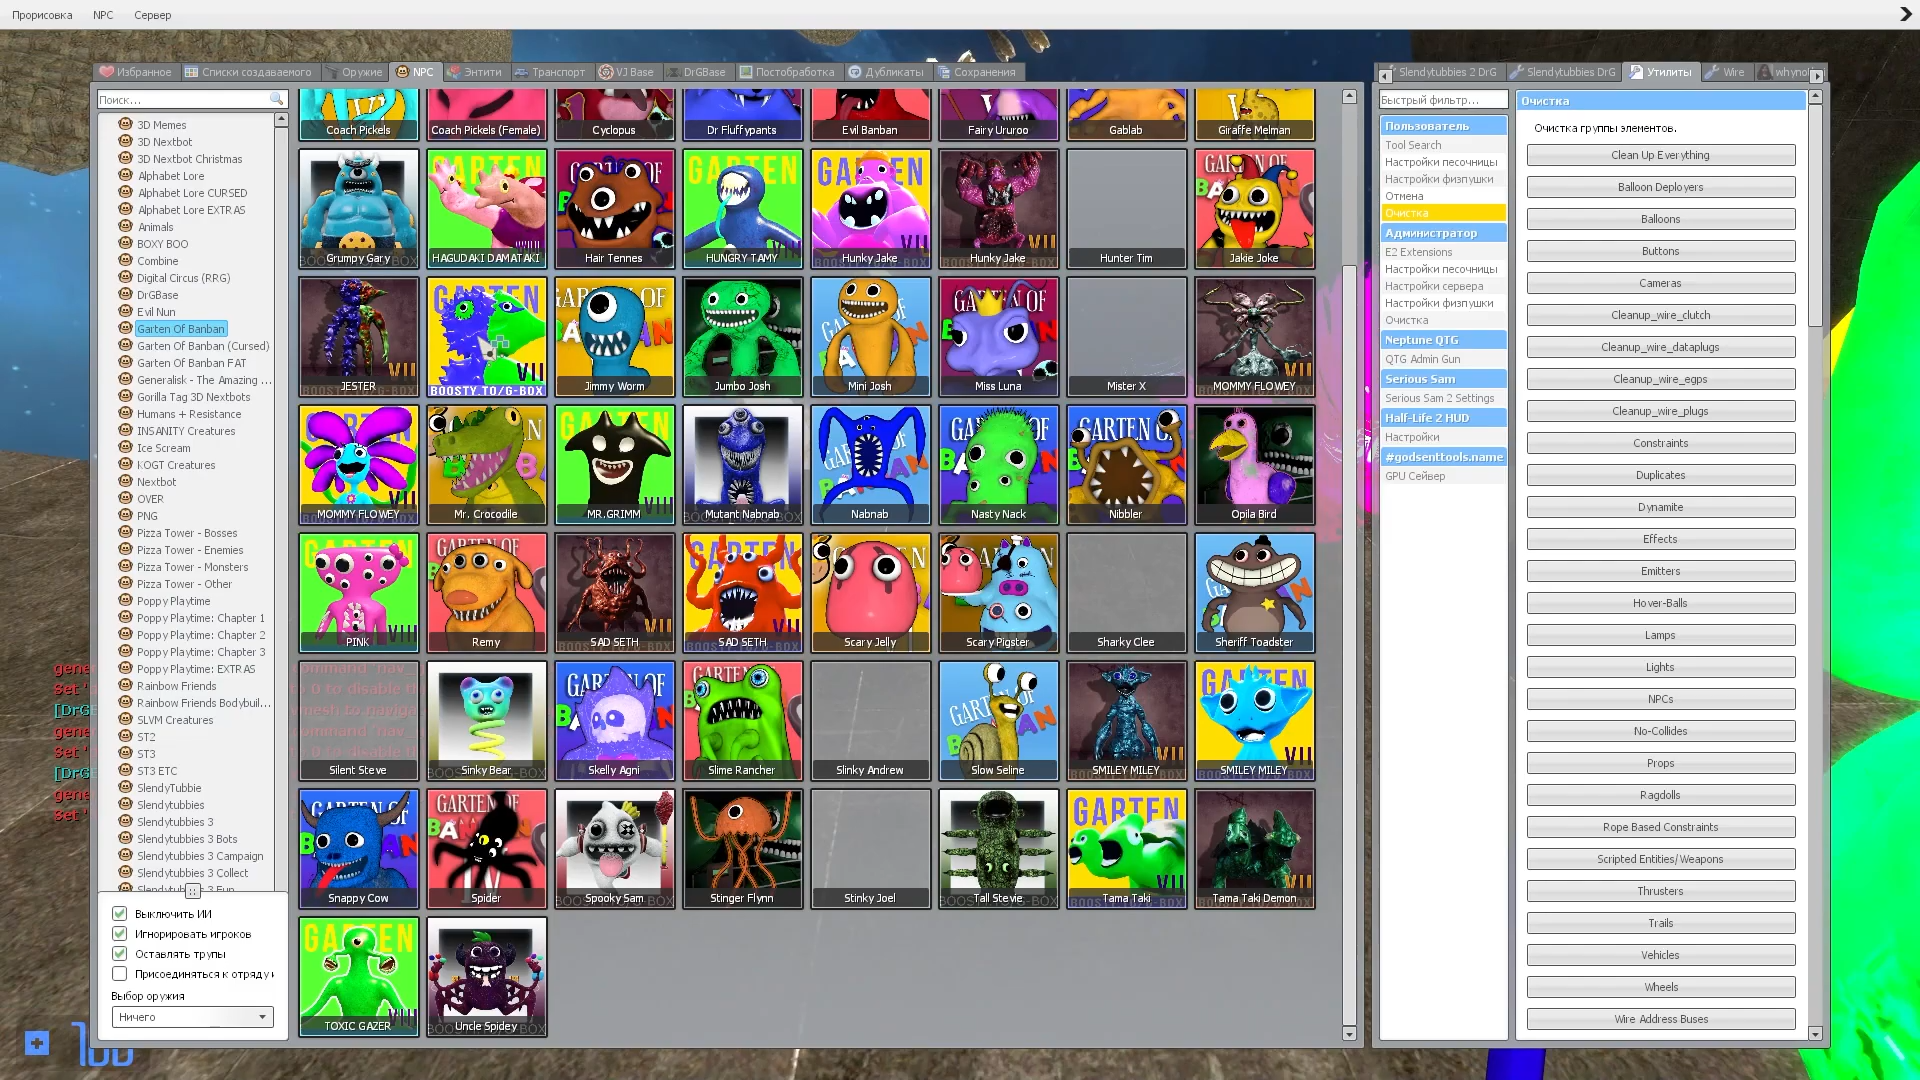 Прорисовка NPC Сервер
Избранное Списки создаваемого Оружие NPC Энтити Транспорт VJ Base DrGBase Постобработка Дубликаты Сохранения
Поиск...
3D Memes
3D Nextbot
3D Nextbot Christmas
Alphabet Lore
Alphabet Lore CURSED
Alphabet Lore EXTRAS
Animals
BOXY BOO
Combine
Digital Circus (RRG)
DrGBase
Evil Nun
Garten Of Banban
Garten Of Banban (Cursed)
Garten Of Banban FAT
Generalisk - The Amazing ...
Gorilla Tag 3D Nextbots
Humans + Resistance
INSANITY Creatures
Ice Scream
KOGT Creatures
Nextbot
OVER
PNG
Pizza Tower - Bosses
Pizza Tower - Enemies
Pizza Tower - Monsters
Pizza Tower - Other
Poppy Playtime
Poppy Playtime: Chapter 1
Poppy Playtime: Chapter 2
Poppy Playtime: Chapter 3
Poppy Playtime: EXTRAS
Rainbow Friends
Rainbow Friends Bodybuil...
SLVM Creatures
ST2
ST3
ST3 ETC
SlendyTubbie
Slendytubbies
Slendytubbies 3
Slendytubbies 3 Bots
Slendytubbies 3 Campaign
Slendytubbies 3 Collect
Выключить ИИ
Игнорировать игроков
Оставлять трупы
Присоединяться к отряду
Выбор оружия
Ничего
Coach Pickels Coach Pickels (Female) Cyclopus Dr Fluffypants Evil Banban Fairy Ururoo Gablab Giraffe Melman
Grumpy Gary HAGUDAKI DAMATAKI Hair Tennes HUNGRY TAMY Hunky Jake Hunky Jake Hunter Tim Jakie Joke
JESTER BOOSTY.TO/G-BOX Jimmy Worm Jumbo Josh Mini Josh Miss Luna Mister X MOMMY FLOWEY
MOMMY FLOWEY Mr. Crocodile MR.GRIMM Mutant Nabnab Nabnab Nasty Nack Nibbler Opila Bird
PINK Remy SAD SETH SAD SETH Scary Jelly Scary Pigster Sharky Clee Sheriff Toadster
Silent Steve Sinky Bear Skelly Agni Slime Rancher Slinky Andrew Slow Seline SMILEY MILEY SMILEY MILEY
Snappy Cow Spider Spooky Sam Stinger Flynn Stinky Joel Tall Stevie Tama Taki Tama Taki Demon
TOXIC GAZER Uncle Spidey
Slendytubbies 2 DrG Slendytubbies DrG Утилиты Wire
Быстрый фильтр...
Пользователь
Tool Search
Настройки песочницы
Настройки физпушки
Отмена
Очистка
Администратор
E2 Extensions
Настройки песочницы
Настройки сервера
Настройки физпушки
Очистка
Neptune QTG
QTG Admin Gun
Serious Sam
Serious Sam 2 Settings
Half-Life 2 HUD
Настройки
#godsenttools.name
GPU Сейвер
Очистка
Очистка группы элементов.
Clean Up Everything
Balloon Deployers
Balloons
Buttons
Cameras
Cleanup_wire_clutch
Cleanup_wire_dataplugs
Cleanup_wire_egps
Cleanup_wire_plugs
Constraints
Duplicates
Dynamite
Effects
Emitters
Hover-Balls
Lamps
Lights
NPCs
No-Collides
Props
Ragdolls
Rope Based Constraints
Scripted Entities/Weapons
Thrusters
Trails
Vehicles
Wheels
Wire Address Buses